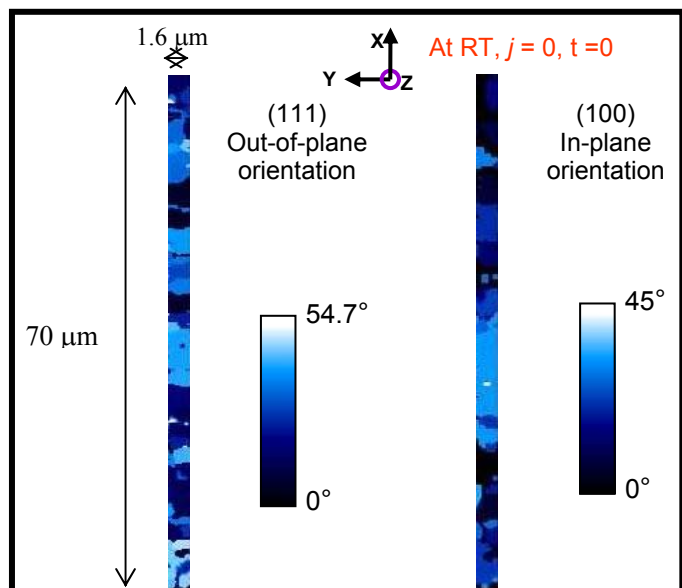 1.6 μm
X
Y
Z
At RT, j = 0, t =0
(111)
Out-of-plane
orientation
(100)
In-plane
orientation
54.7°
0°
45°
0°
70 μm